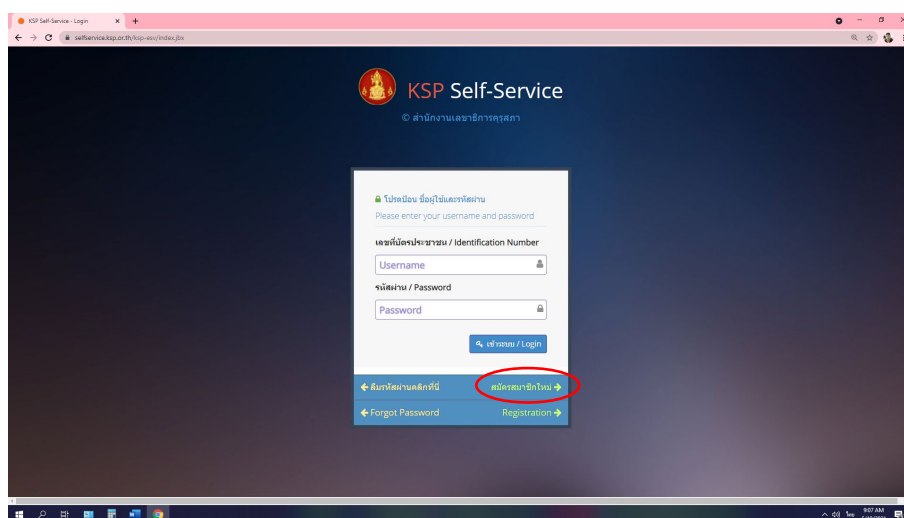 KSP Self-Service - Login
selfservice.ksp.or.th/ksp-esv/index.jbx
KSP Self-Service
© สำนักงานเลขาธิการคุรุสภา
โปรดป้อน ชื่อผู้ใช้และรหัสผ่าน
Please enter your username and password
เลขที่บัตรประชาชน / Identification Number
Username
รหัสผ่าน / Password
Password
เข้าระบบ / Login
ลืมรหัสผ่านคลิกที่นี่ สมัครสมาชิกใหม่
Forgot Password Registration
ไทย 9:07 AM